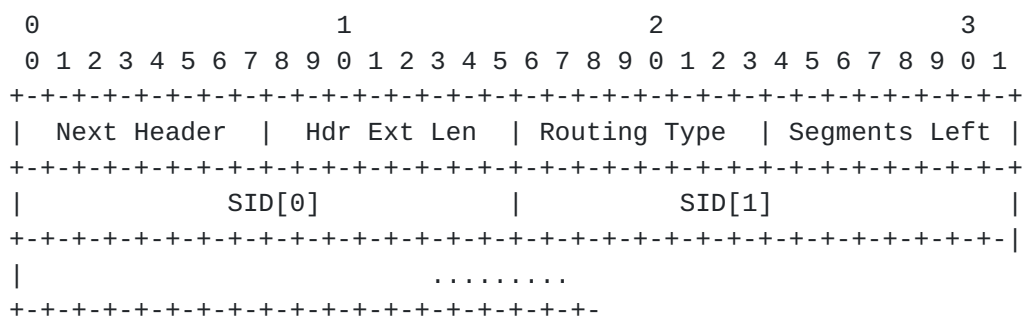 0                   1                   2                   3
 0 1 2 3 4 5 6 7 8 9 0 1 2 3 4 5 6 7 8 9 0 1 2 3 4 5 6 7 8 9 0 1
+-+-+-+-+-+-+-+-+-+-+-+-+-+-+-+-+-+-+-+-+-+-+-+-+-+-+-+-+-+-+-+-+
|  Next Header  |  Hdr Ext Len  | Routing Type  | Segments Left |
+-+-+-+-+-+-+-+-+-+-+-+-+-+-+-+-+-+-+-+-+-+-+-+-+-+-+-+-+-+-+-+-+
|             SID[0]            |          SID[1]               |
+-+-+-+-+-+-+-+-+-+-+-+-+-+-+-+-+-+-+-+-+-+-+-+-+-+-+-+-+-+-+-+-|
|                          .........
+-+-+-+-+-+-+-+-+-+-+-+-+-+-+-+-+-+-